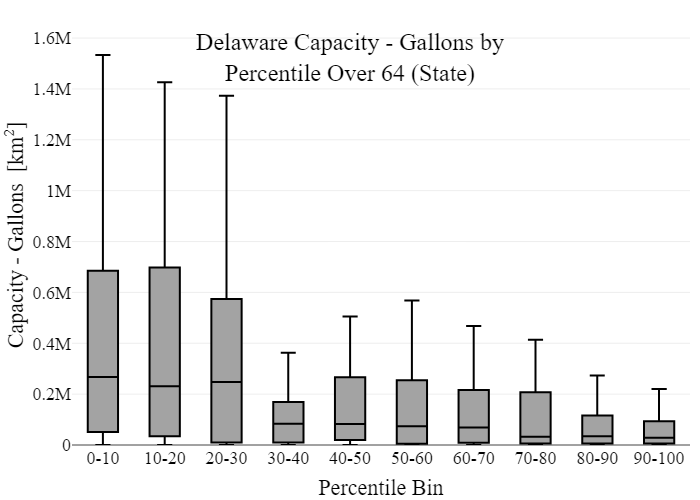 Delaware Capacity - Gallons by
Percentile Over 64 (State)
Capacity - Gallons [km²]
1.6M
1.4M
1.2M
1M
0.8M
0.6M
0.4M
0.2M
0
0-10 10-20 20-30 30-40 40-50 50-60 60-70 70-80 80-90 90-100
Percentile Bin